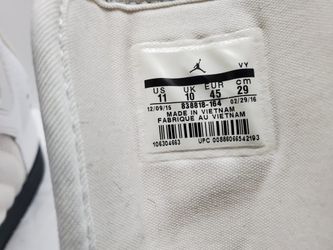 VY
US UK EUR cm
11 10 45 29
12/09/15 838818-164 02/29/16
MADE IN VIETNAM
FABRIQUE AU VIETNAM
106304663 UPC 00886066542193